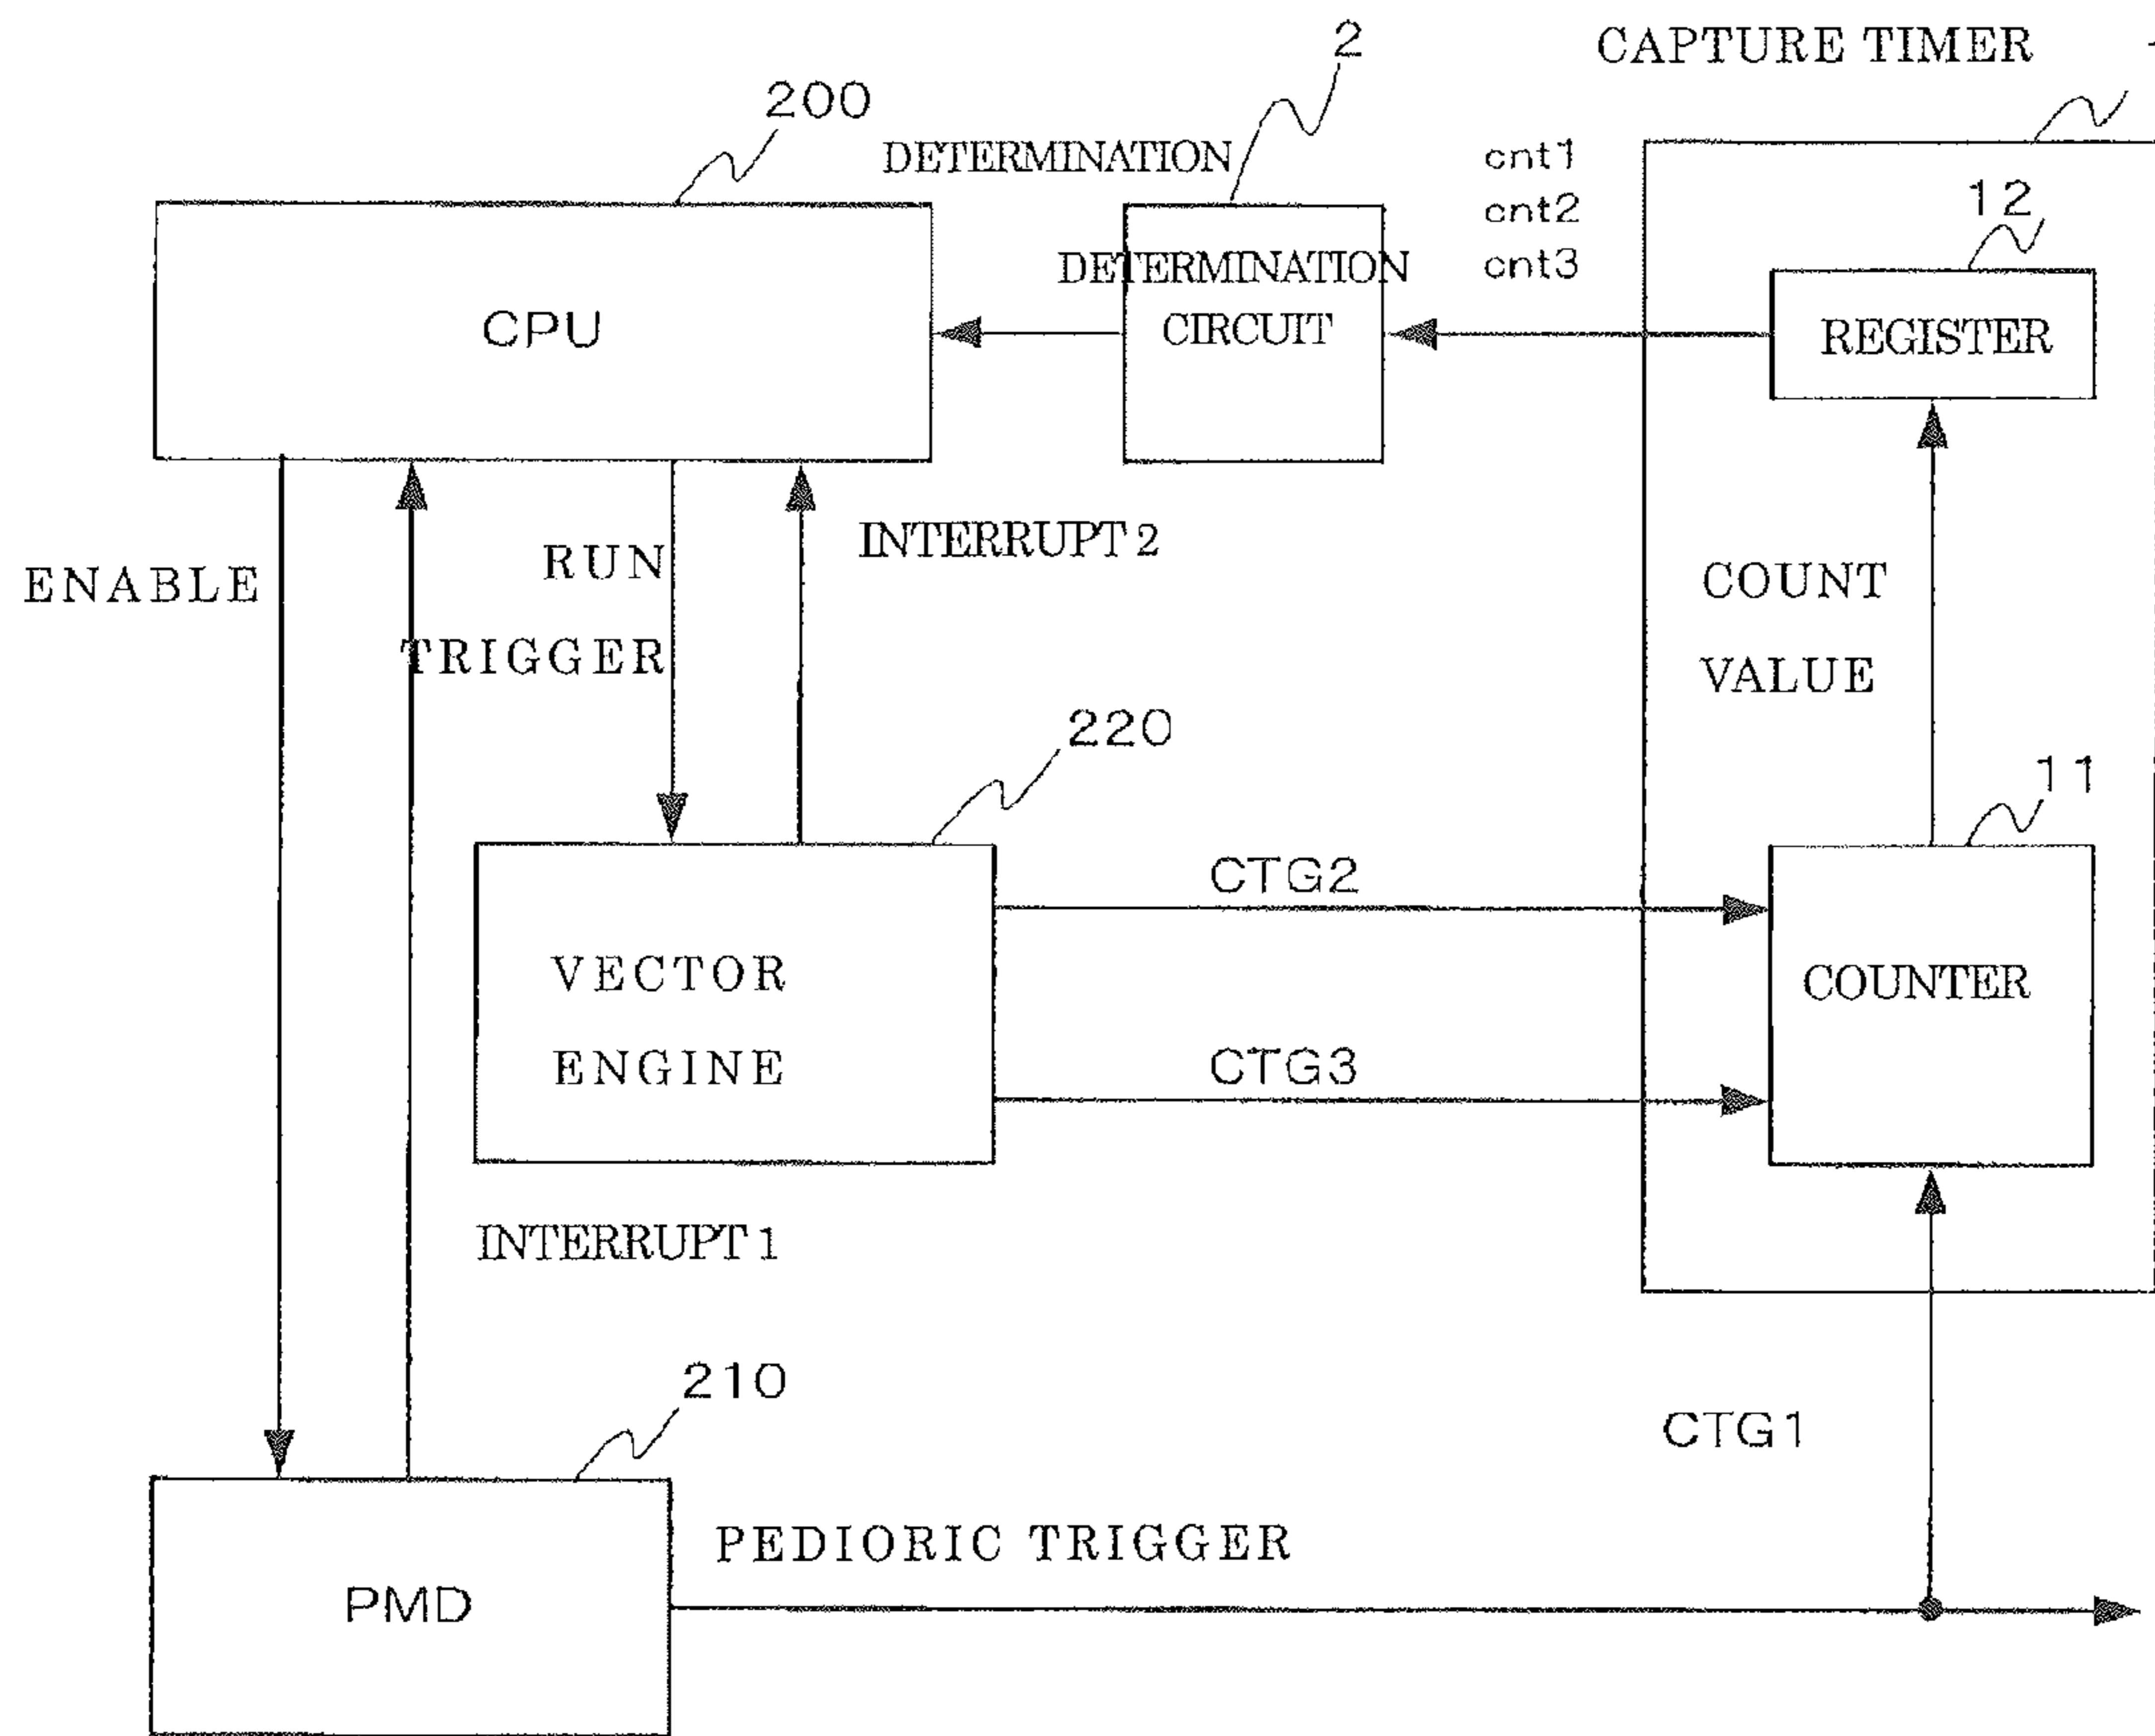 CAPTURE TIMER
2
200
DETERMINATION
cnt1
cnt2
cnt3
12
CPU
DETERMINATION
CIRCUIT
REGISTER
ENABLE
RUN
TRIGGER
INTERRUPT 2
COUNT
VALUE
220
11
CTG2
VECTOR
ENGINE
COUNTER
CTG3
INTERRUPT 1
210
CTG1
PEDIORIC TRIGGER
PMD